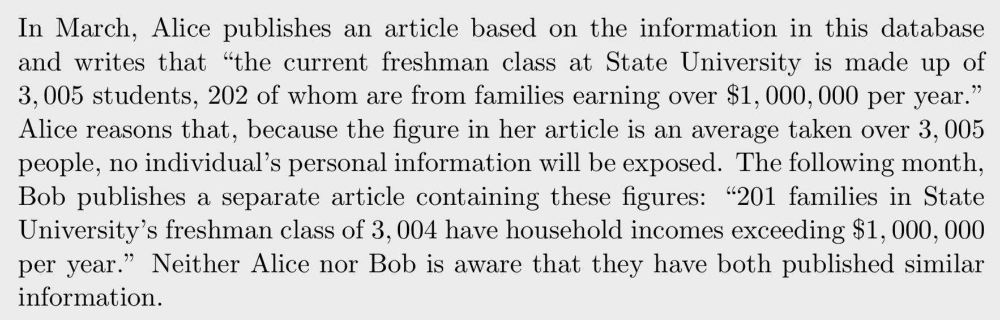 In March, Alice publishes an article based on the information in this database
and writes that “the current freshman class at State University is made up of
3, 005 students, 202 of whom are from families earning over $1, 000, 000 per year.”
Alice reasons that, because the figure in her article is an average taken over 3, 005
people, no individual’s personal information will be exposed. The following month,
Bob publishes a separate article containing these figures: “201 families in State
University’s freshman class of 3, 004 have household incomes exceeding $1, 000, 000
per year.” Neither Alice nor Bob is aware that they have both published similar
information.